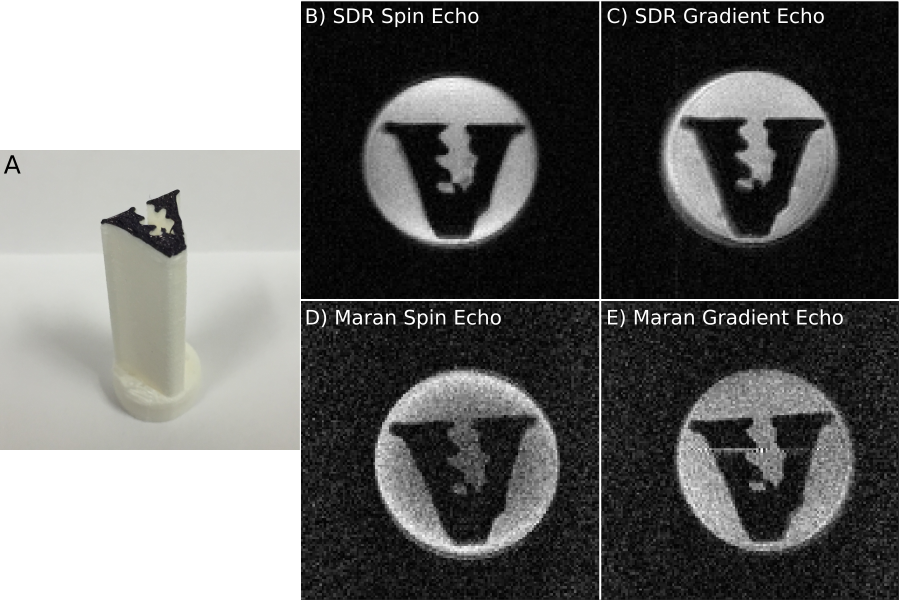 A
B) SDR Spin Echo
C) SDR Gradient Echo
D) Maran Spin Echo
E) Maran Gradient Echo